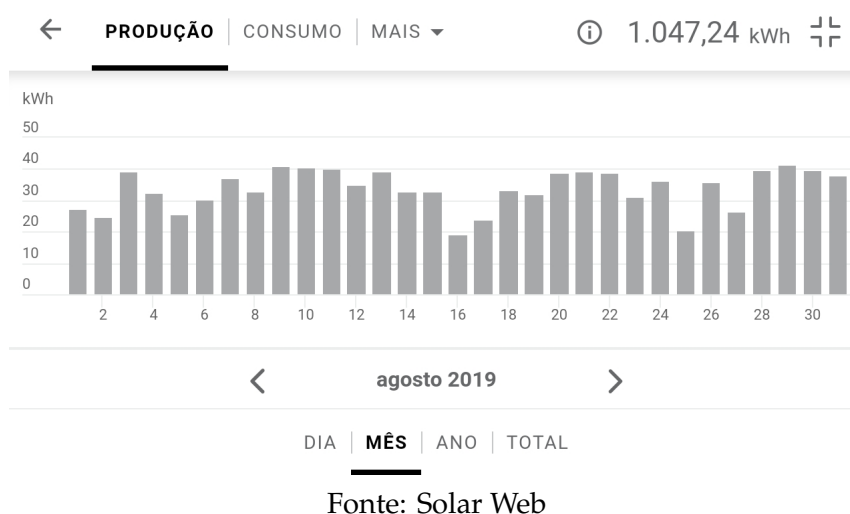 PRODUÇÃO CONSUMO MAIS 1.047,24 kWh
kWh
50
40
30
20
10
0
2 4 6 8 10 12 14 16 18 20 22 24 26 28 30
agosto 2019
DIA MÊS ANO TOTAL
Fonte: Solar Web